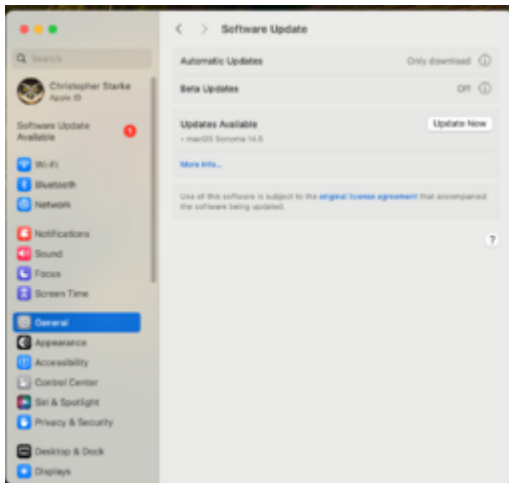 Software Update
Search
Christopher Starke
Apple ID
Software Update
Available
1
Wi-Fi
Bluetooth
Network
Notifications
Sound
Focus
Screen Time
General
Appearance
Accessibility
Control Center
Siri & Spotlight
Privacy & Security
Desktop & Dock
Displays
Automatic Updates
Only download
Beta Updates
Off
Updates Available
Update Now
• macOS Sonoma 14.6
More info...
Use of this software is subject to the original license agreement that accompanied
the software being updated.
?